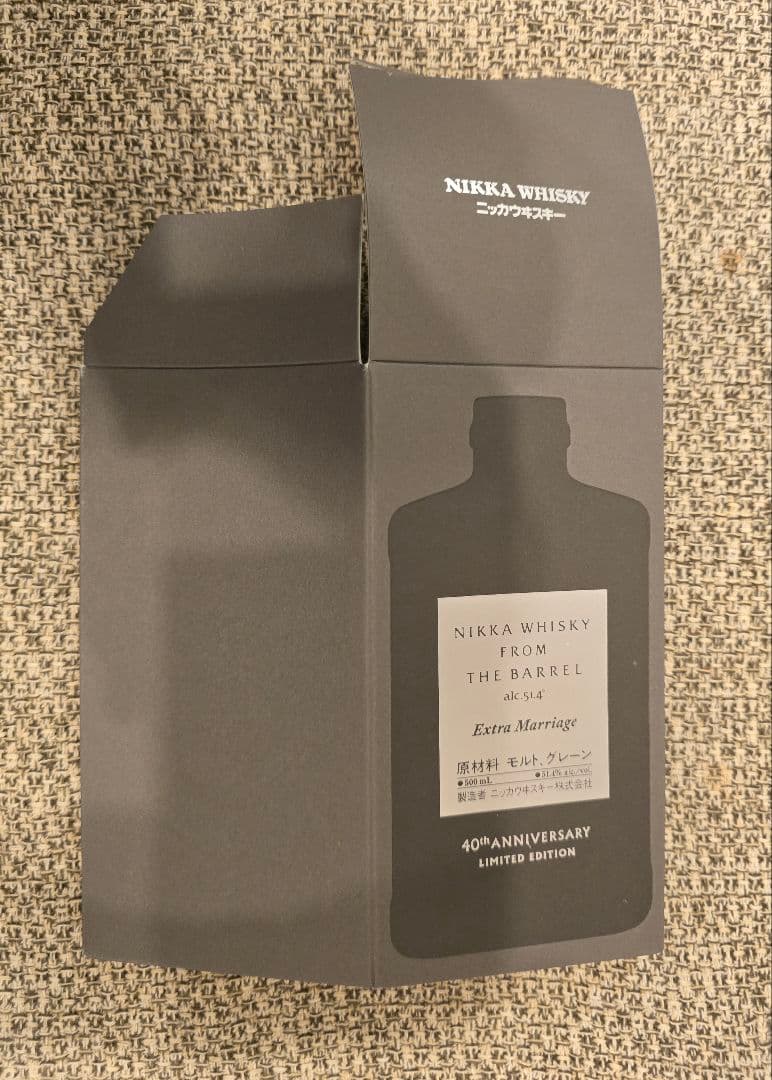 NIKKA WHISKY
ニッカウヰスキー
NIKKA WHISKY
FROM
THE BARREL
alc.51.4°
Extra Marriage
原材料 モルト、グレーン
●500 mL ●51.4% alc./vol.
製造者 ニッカウヰスキー株式会社
40th ANNIVERSARY
LIMITED EDITION